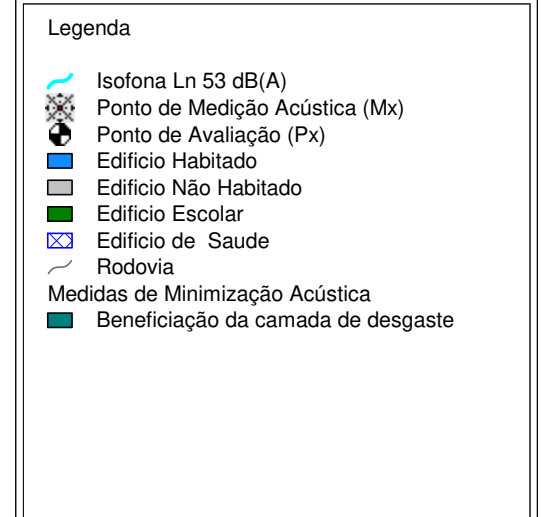 Legenda
Isofona Ln 53 dB(A)
Ponto de Medição Acústica (Mx)
Ponto de Avaliação (Px)
Edificio Habitado
Edificio Não Habitado
Edificio Escolar
Edificio de Saude
Rodovia
Medidas de Minimização Acústica
Beneficiação da camada de desgaste